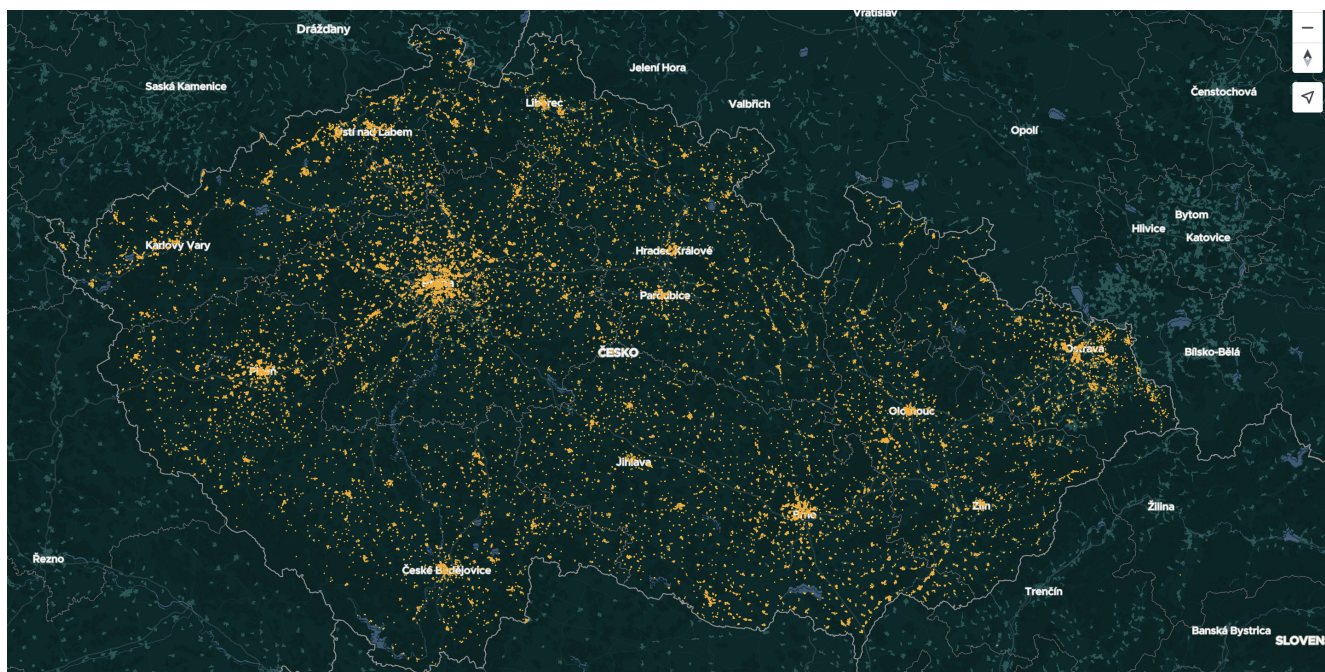 Vratislav
Drážďany
Jelení Hora
Saská Kamenice
Čenstochová
Liberec
Valbřich
Opolí
Ústí nad Labem
Bytom
Hlivice
Katovice
Karlovy Vary
Hradec Králové
Praha
Pardubice
Ostrava
ČESKO
Bílsko-Bělá
Plzeň
Olomouc
Jihlava
Zlín
Žilina
Brno
Řezno
České Budějovice
Trenčín
Banská Bystrica
SLOVEN